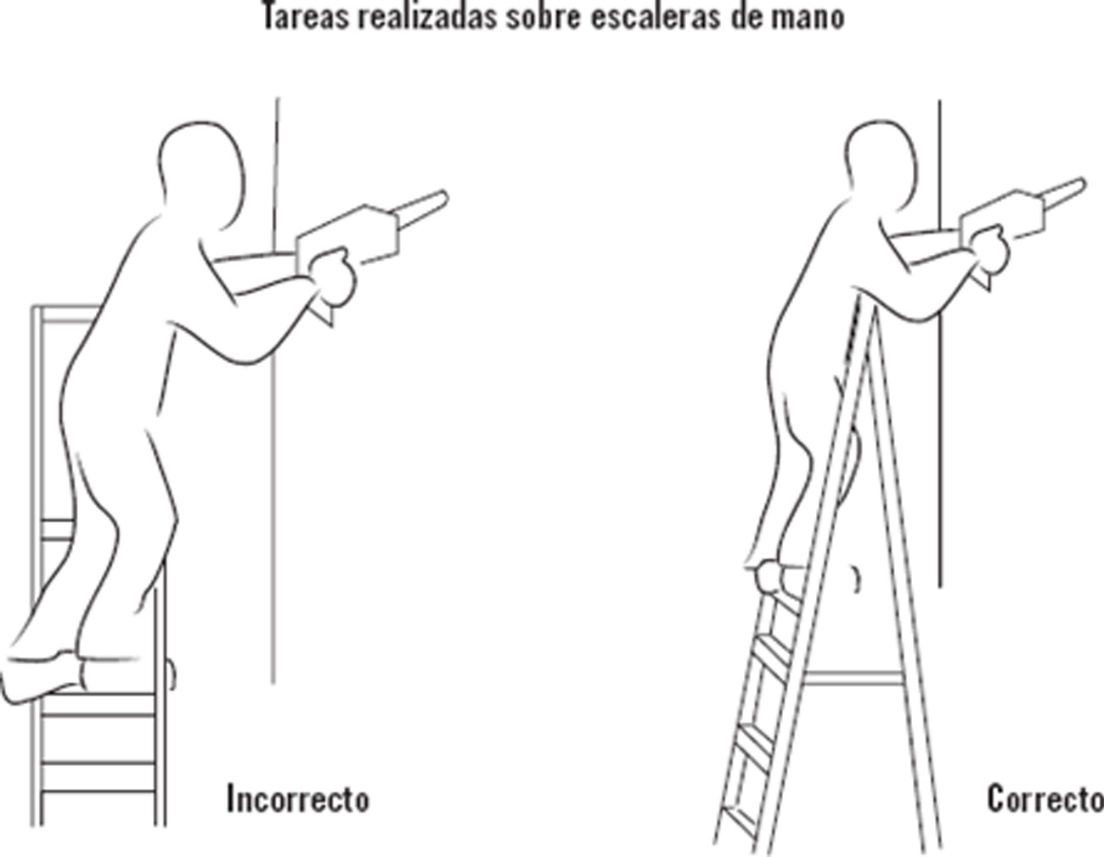 Tareas realizadas sobre escaleras de mano
Incorrecto
Correcto